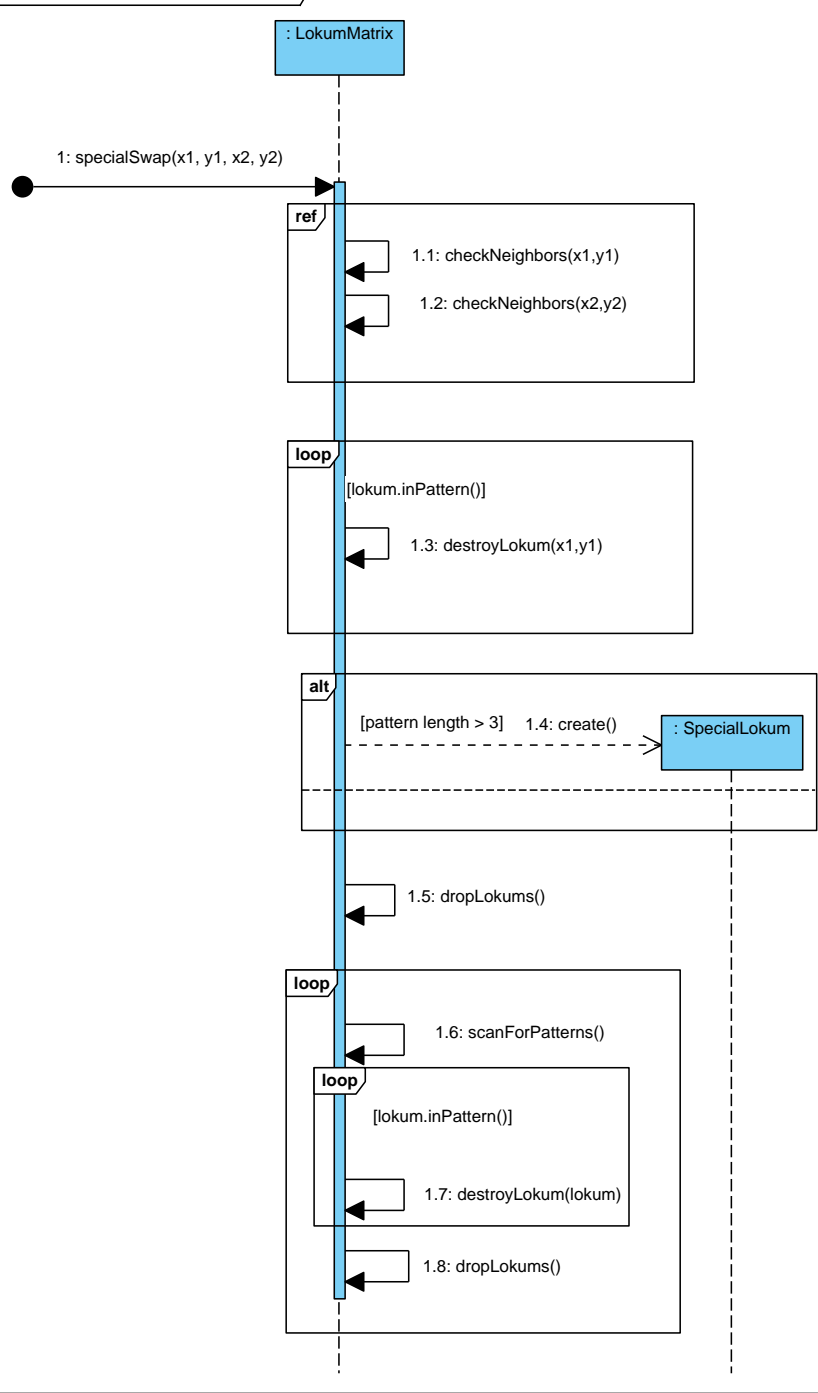 : LokumMatrix
1: specialSwap(x1, y1, x2, y2)
ref
1.1: checkNeighbors(x1,y1)
1.2: checkNeighbors(x2,y2)
loop
[lokum.inPattern()]
1.3: destroyLokum(x1,y1)
alt
[pattern length > 3] 1.4: create() : SpecialLokum
1.5: dropLokums()
loop
1.6: scanForPatterns()
loop
[lokum.inPattern()]
1.7: destroyLokum(lokum)
1.8: dropLokums()